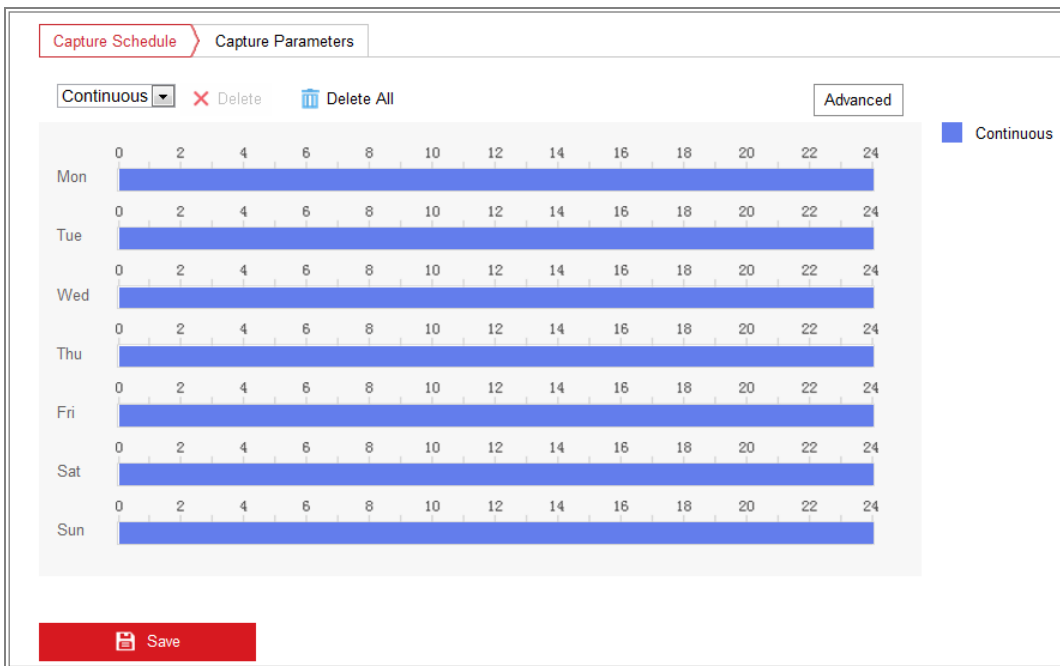 Capture Schedule Capture Parameters
Continuous Delete Delete All Advanced
Continuous
0 2 4 6 8 10 12 14 16 18 20 22 24
Mon
0 2 4 6 8 10 12 14 16 18 20 22 24
Tue
0 2 4 6 8 10 12 14 16 18 20 22 24
Wed
0 2 4 6 8 10 12 14 16 18 20 22 24
Thu
0 2 4 6 8 10 12 14 16 18 20 22 24
Fri
0 2 4 6 8 10 12 14 16 18 20 22 24
Sat
0 2 4 6 8 10 12 14 16 18 20 22 24
Sun
Save